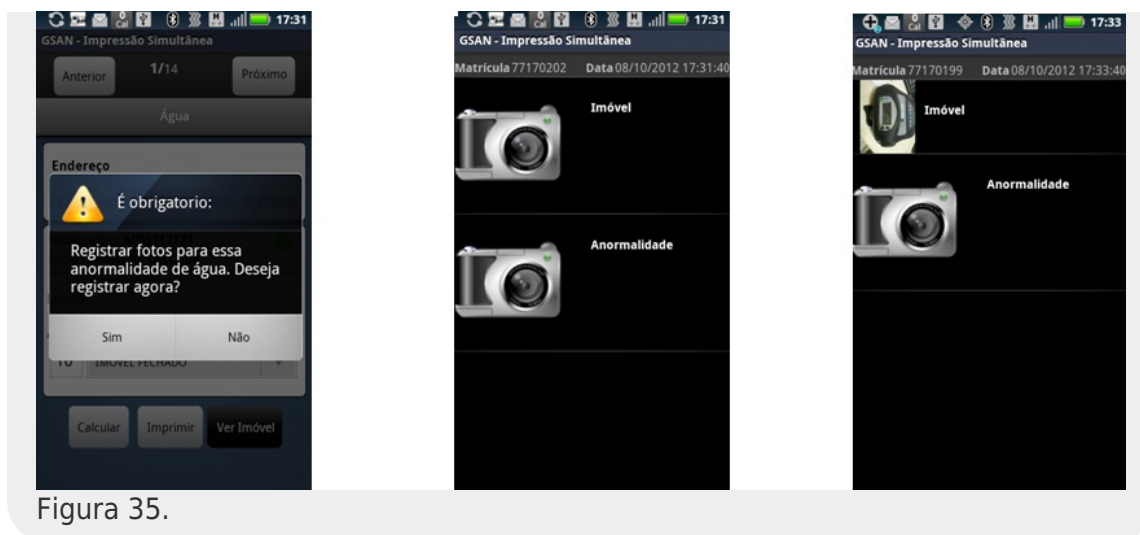 17:31
GSAN - Impressão Simultânea
Anterior 1/14 Próximo
Água
Endereço
É obrigatorio:
Registrar fotos para essa
anormalidade de água. Deseja
registrar agora?
Sim Não
10 IMÓVEL FECHADO
Calcular Imprimir Ver Imóvel
17:31
GSAN - Impressão Simultânea
Matrícula 77170202 Data 08/10/2012 17:31:40
Imóvel
Anormalidade
17:33
GSAN - Impressão Simultânea
Matrícula 77170199 Data 08/10/2012 17:33:40
Imóvel
Anormalidade
Figura 35.